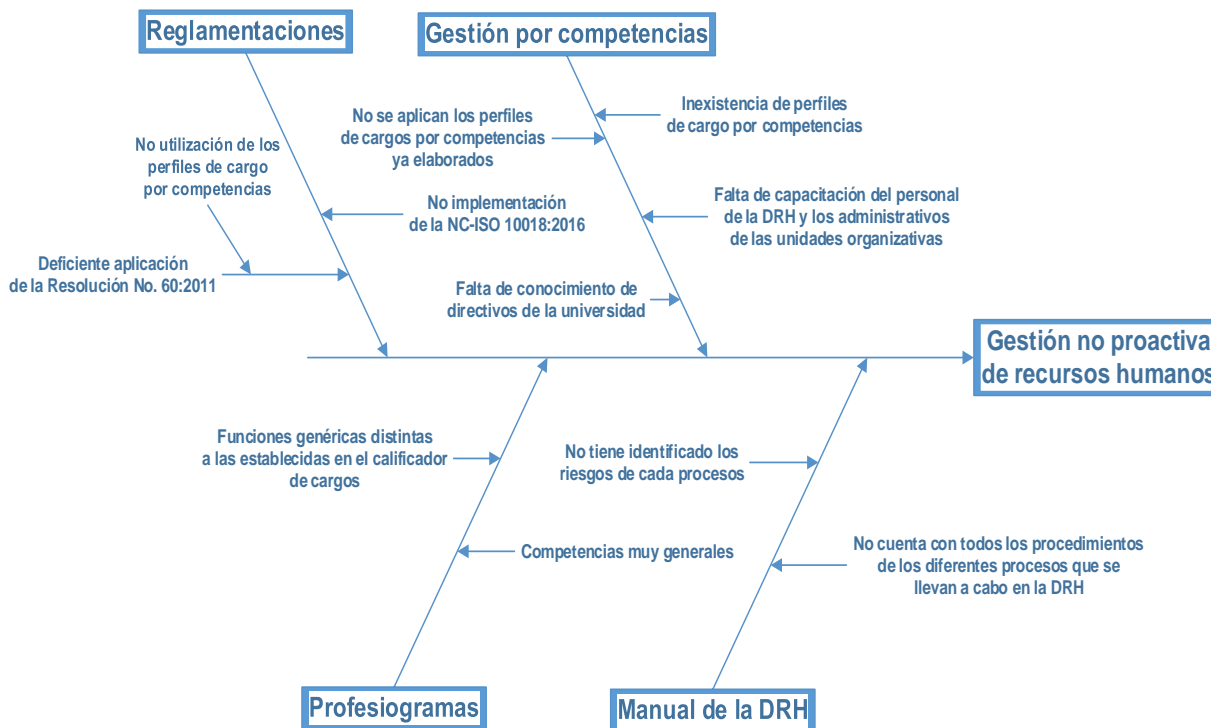 Reglamentaciones
Gestión por competencias
No se aplican los perfiles
de cargos por competencias
ya elaborados
Inexistencia de perfiles
de cargo por competencias
No utilización de los
perfiles de cargo
por competencias
No implementación
de la NC-ISO 10018:2016
Falta de capacitación del personal
de la DRH y los administrativos
de las unidades organizativas
Deficiente aplicación
de la Resolución No. 60:2011
Falta de conocimiento de
directivos de la universidad
Gestión no proactiva
de recursos humanos
Funciones genéricas distintas
a las establecidas en el calificador
de cargos
No tiene identificado los
riesgos de cada procesos
Competencias muy generales
No cuenta con todos los procedimientos
de los diferentes procesos que se
llevan a cabo en la DRH
Profesiogramas
Manual de la DRH